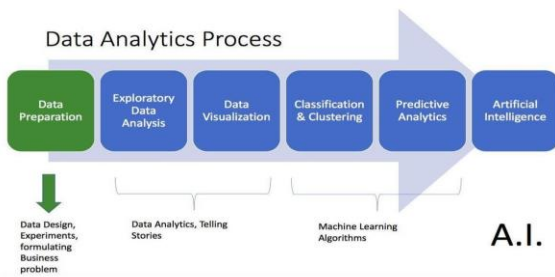 Data Analytics Process
Data
Preparation
Exploratory
Data
Analysis
Data
Visualization
Classification
& Clustering
Predictive
Analytics
Artificial
Intelligence
Data Design,
Experiments,
formulating
Business
problem
Data Analytics, Telling
Stories
Machine Learning
Algorithms
A.I.